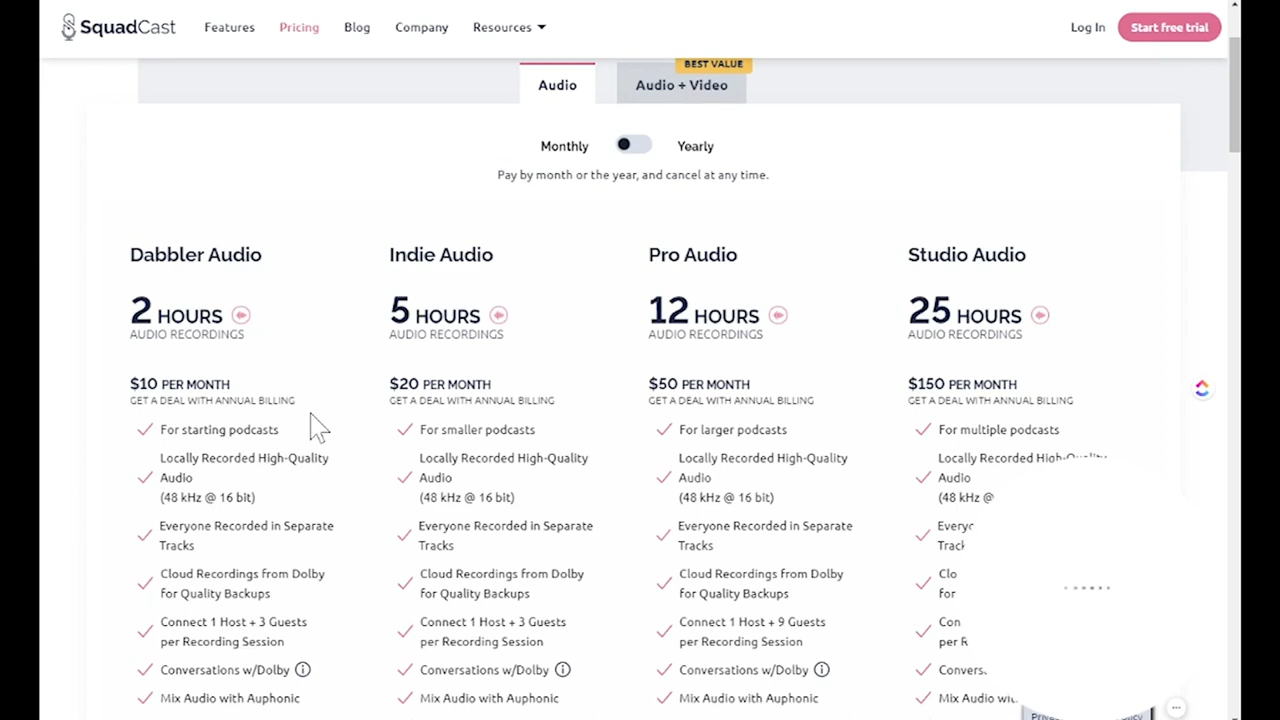 SquadCast Features Pricing Blog Company Resources Log In Start free trial
BEST VALUE
Audio Audio + Video
Monthly Yearly
Pay by month or the year, and cancel at any time.
Dabbler Audio
2 HOURS
AUDIO RECORDINGS
$10 PER MONTH
GET A DEAL WITH ANNUAL BILLING
For starting podcasts
Locally Recorded High-Quality
Audio
(48 kHz @ 16 bit)
Everyone Recorded in Separate
Tracks
Cloud Recordings from Dolby
for Quality Backups
Connect 1 Host + 3 Guests
per Recording Session
Conversations w/Dolby
Mix Audio with Auphonic
Indie Audio
5 HOURS
AUDIO RECORDINGS
$20 PER MONTH
GET A DEAL WITH ANNUAL BILLING
For smaller podcasts
Locally Recorded High-Quality
Audio
(48 kHz @ 16 bit)
Everyone Recorded in Separate
Tracks
Cloud Recordings from Dolby
for Quality Backups
Connect 1 Host + 3 Guests
per Recording Session
Conversations w/Dolby
Mix Audio with Auphonic
Pro Audio
12 HOURS
AUDIO RECORDINGS
$50 PER MONTH
GET A DEAL WITH ANNUAL BILLING
For larger podcasts
Locally Recorded High-Quality
Audio
(48 kHz @ 16 bit)
Everyone Recorded in Separate
Tracks
Cloud Recordings from Dolby
for Quality Backups
Connect 1 Host + 9 Guests
per Recording Session
Conversations w/Dolby
Mix Audio with Auphonic
Studio Audio
25 HOURS
AUDIO RECORDINGS
$150 PER MONTH
GET A DEAL WITH ANNUAL BILLING
For multiple podcasts
Locally Recorded High-Quality
Audio
(48 kHz @
for
per
Mix Audio